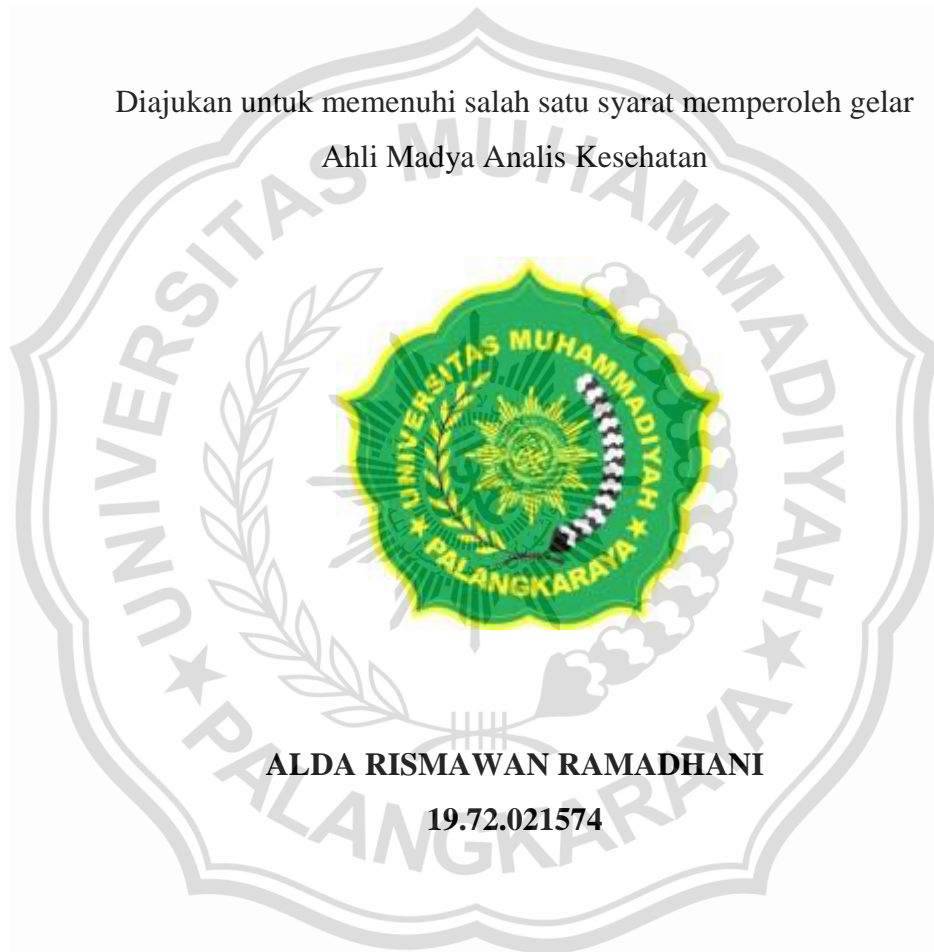 Diajukan untuk memenuhi salah satu syarat memperoleh gelar
Ahli Madya Analis Kesehatan
UNIVERSITAS MUHAMMADIYAH
PALANGKARAYA
UNIVERSITAS MUHAMMADIYAH
PALANGKARAYA
ALDA RISMAWAN RAMADHANI
19.72.021574